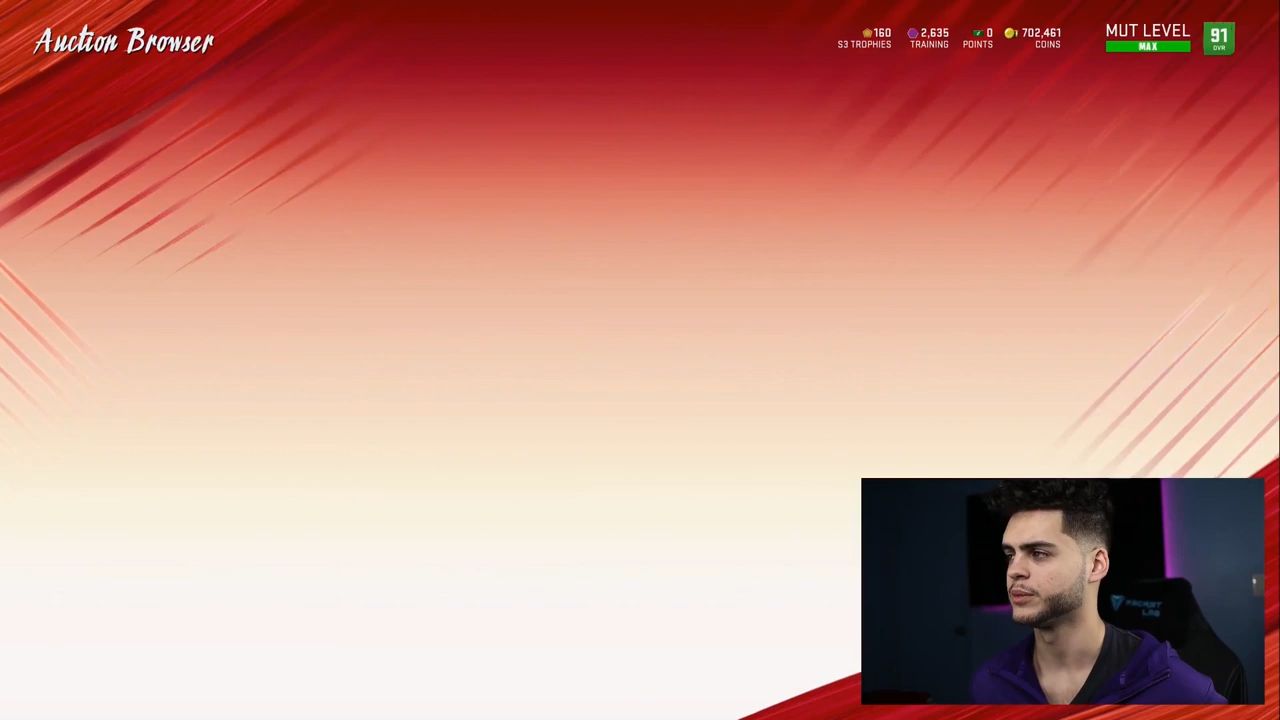 Auction Browser
160
S3 TROPHIES
2,635
TRAINING
0
POINTS
702,461
COINS
MUT LEVEL
MAX
91
OVR